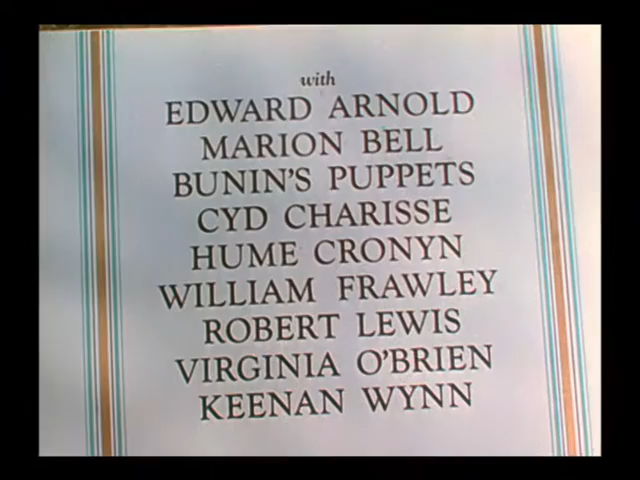 with
EDWARD ARNOLD
MARION BELL
BUNIN'S PUPPETS
CYD CHARISSE
HUME CRONYN
WILLIAM FRAWLEY
ROBERT LEWIS
VIRGINIA O'BRIEN
KEENAN WYNN